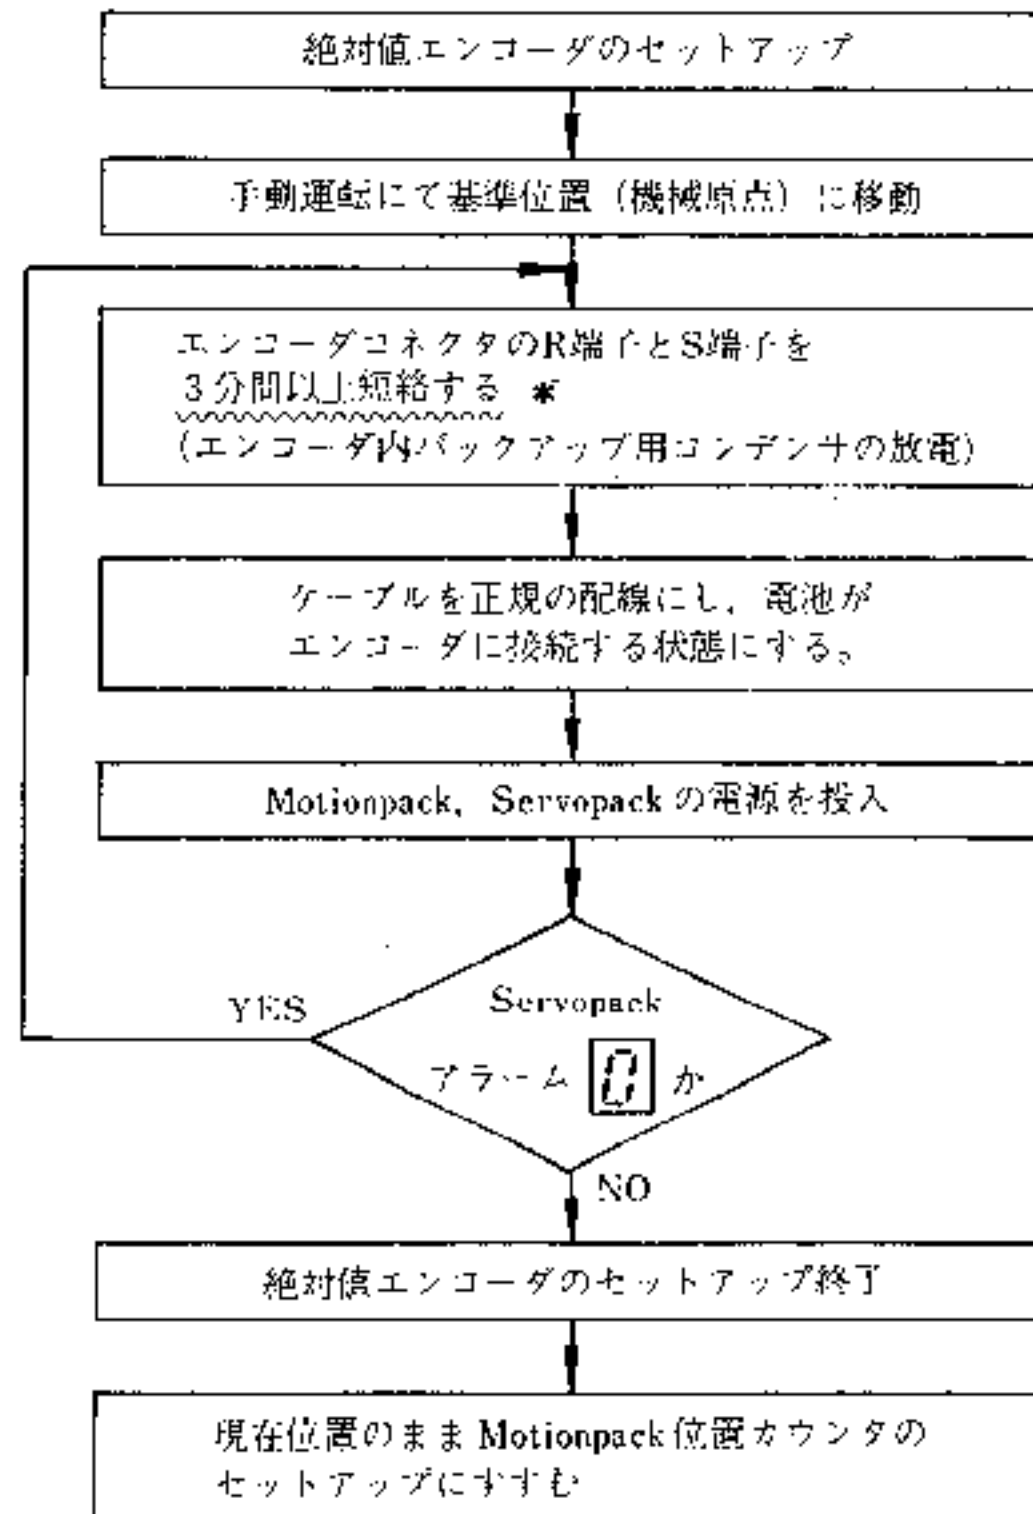 絶対値エンコーダのセットアップ
手動運転にて基準位置(機械原点)に移動
エンコーダコネクタのR端子とS端子を
3分間以上短絡する *
(エンコーダ内バックアップ用コンデンサの放電)
ケーブルを正規の配線にし、電池が
エンコーダに接続する状態にする。
Motionpack, Servopackの電源を投入
Servopack
YES
アラーム 0 か
NO
絶対値エンコーダのセットアップ終了
現在位置のままMotionpack位置カウンタの
セットアップにすすむ